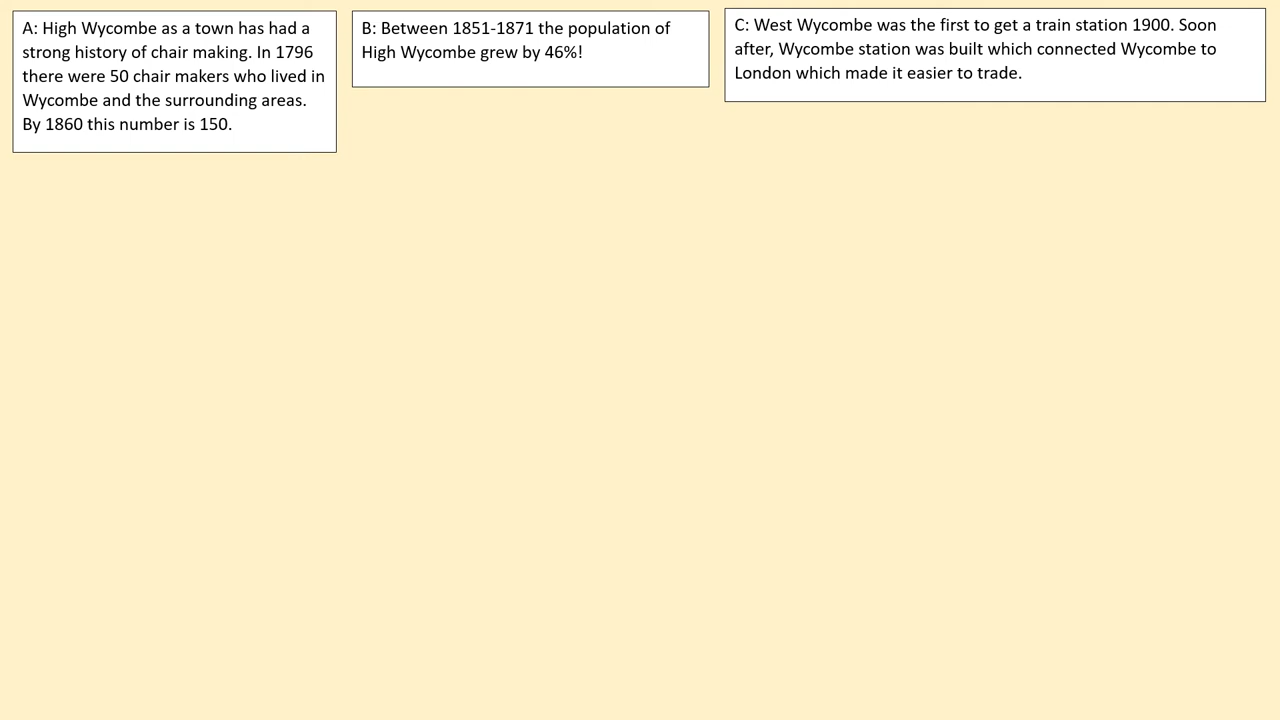 A: High Wycombe as a town has had a
strong history of chair making. In 1796
there were 50 chair makers who lived in
Wycombe and the surrounding areas.
By 1860 this number is 150.
B: Between 1851-1871 the population of
High Wycombe grew by 46%!
C: West Wycombe was the first to get a train station 1900. Soon
after, Wycombe station was built which connected Wycombe to
London which made it easier to trade.